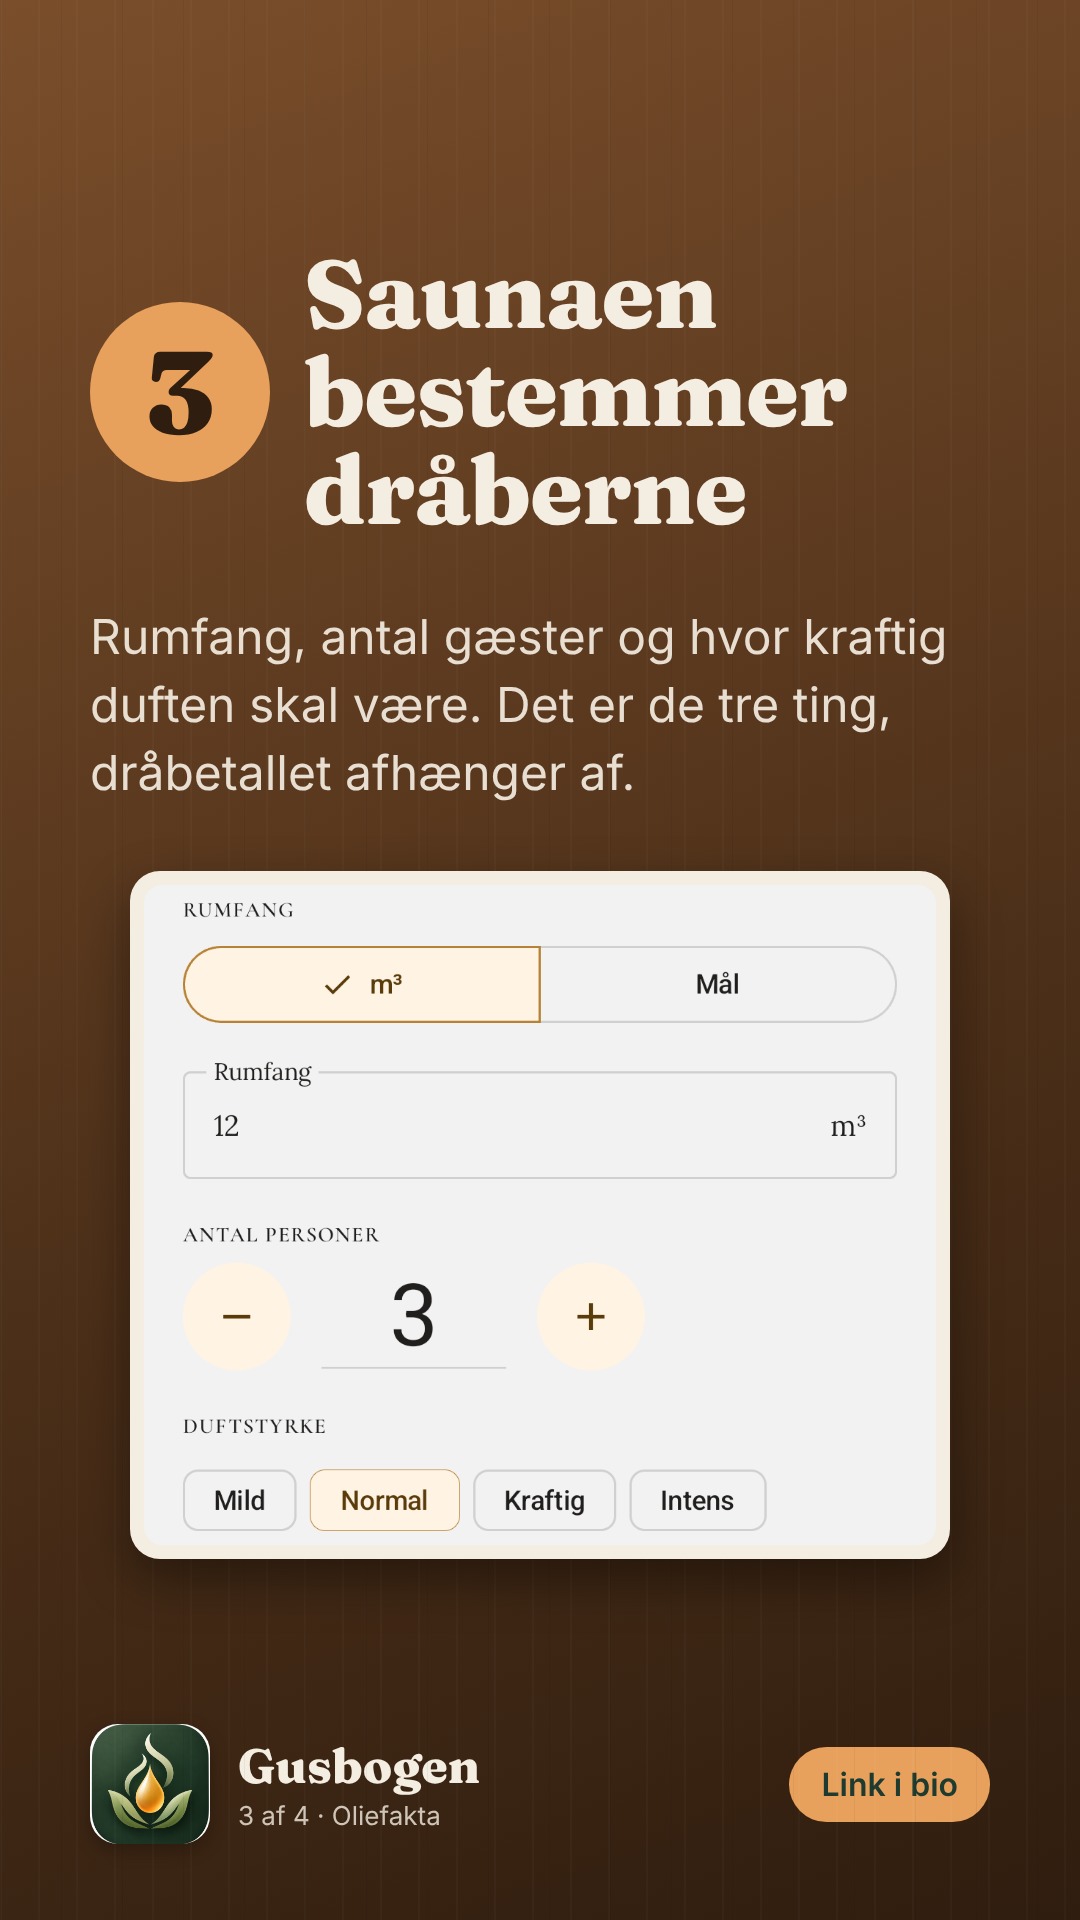 3
Saunaen
bestemmer
dråberne
Rumfang, antal gæster og hvor kraftig
duften skal være. Det er de tre ting,
dråbetallet afhænger af.
RUMFANG
m³
Mål
Rumfang
12 m³
ANTAL PERSONER
− 3 +
DUFTSTYRKE
Mild Normal Kraftig Intens
Gusbogen
3 af 4 · Oliefakta
Link i bio